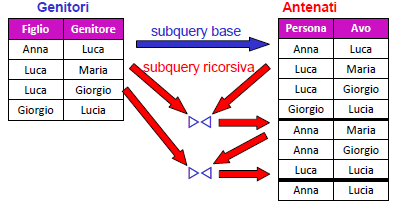 Genitori
Figlio Genitore
Anna Luca
Luca Maria
Luca Giorgio
Giorgio Lucia
subquery base
subquery ricorsiva
Antenati
Persona Avo
Anna Luca
Luca Maria
Luca Giorgio
Giorgio Lucia
Anna Maria
Anna Giorgio
Luca Lucia
Anna Lucia